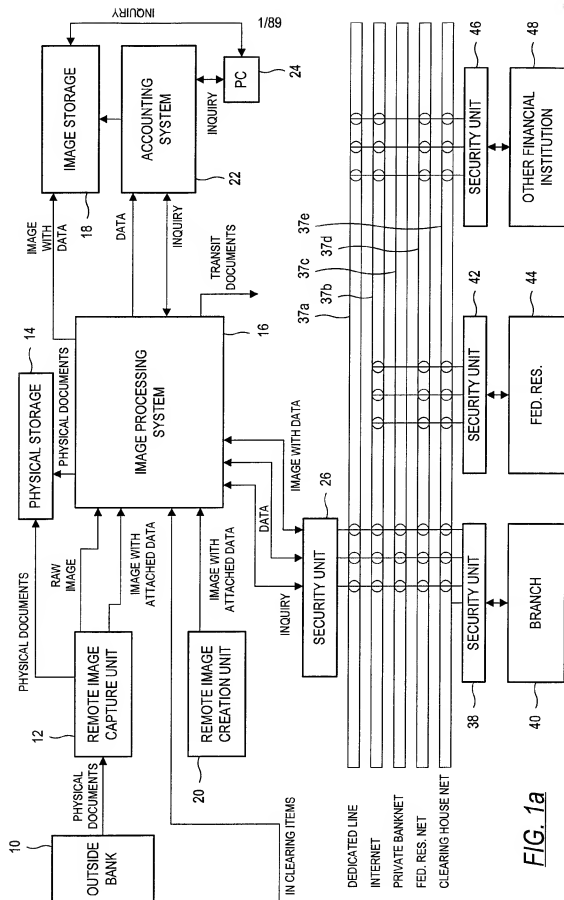 1/89
10
OUTSIDE
BANK
PHYSICAL
DOCUMENTS
12
REMOTE IMAGE
CAPTURE UNIT
PHYSICAL DOCUMENTS
RAW
IMAGE
IMAGE WITH
ATTACHED DATA
14
PHYSICAL STORAGE
PHYSICAL DOCUMENTS
IMAGE
WITH
DATA
18
IMAGE STORAGE
INQUIRY
ACCOUNTING
SYSTEM
22
INQUIRY
PC
24
DATA
INQUIRY
IMAGE PROCESSING
SYSTEM
16
TRANSIT
DOCUMENTS
REMOTE IMAGE
CREATION UNIT
20
IMAGE WITH
ATTACHED DATA
IN CLEARING ITEMS
INQUIRY
DATA
IMAGE WITH DATA
SECURITY UNIT
26
37a
37b
37c
37d
37e
DEDICATED LINE
INTERNET
PRIVATE BANKNET
FED. RES. NET
CLEARING HOUSE NET
SECURITY UNIT
38
BRANCH
40
SECURITY UNIT
42
FED. RES.
44
SECURITY UNIT
46
OTHER FINANCIAL
INSTITUTION
48
FIG. 1a